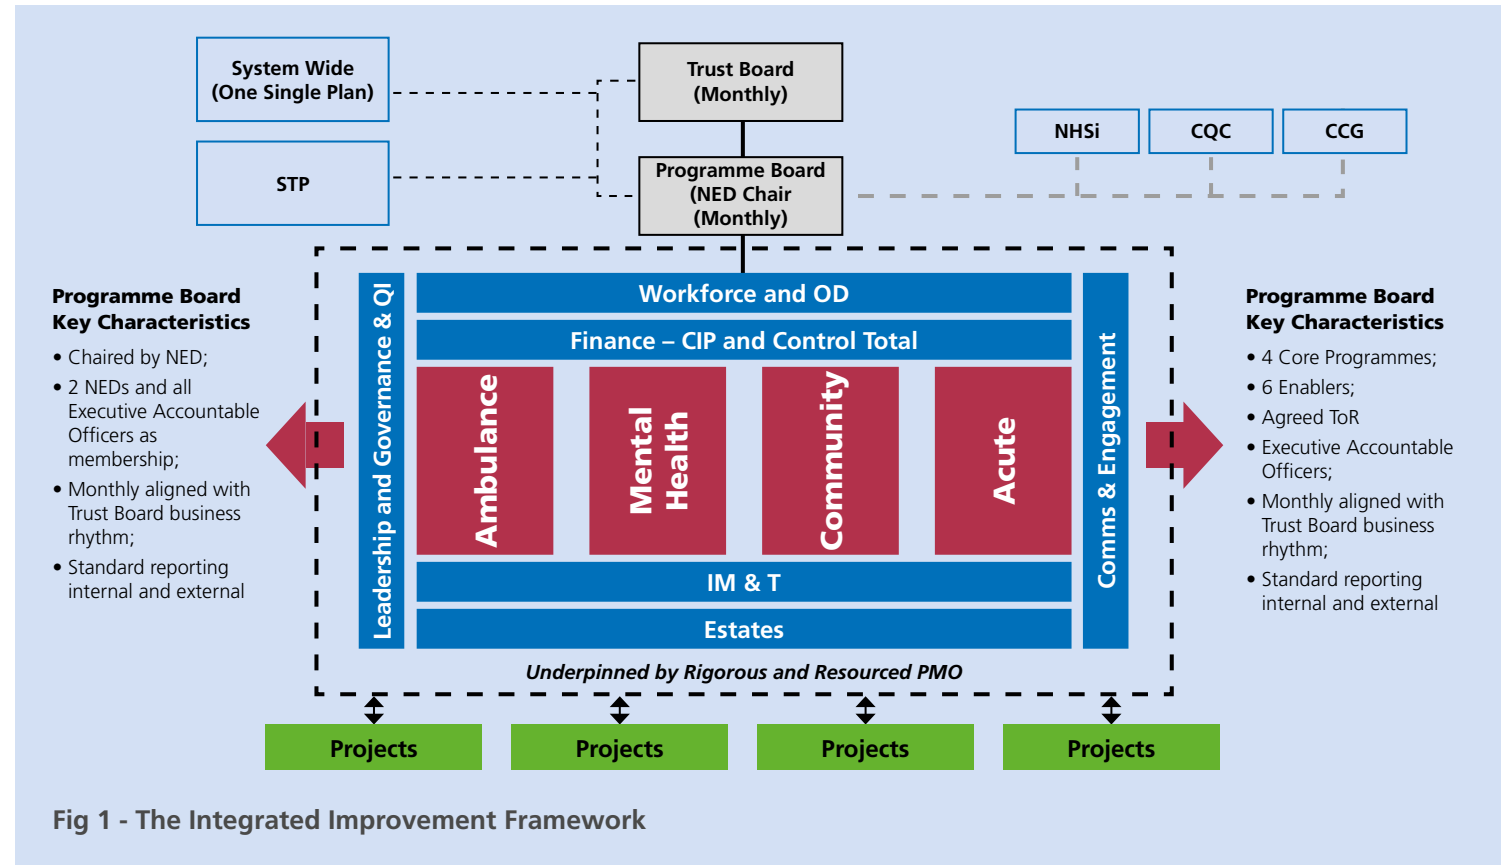 System Wide
(One Single Plan)
STP
Trust Board
(Monthly)
Programme Board
(NED Chair
(Monthly)
NHSi
CQC
CCG
Programme Board
Key Characteristics
• Chaired by NED;
• 2 NEDs and all
Executive Accountable
Officers as
membership;
• Monthly aligned with
Trust Board business
rhythm;
• Standard reporting
internal and external
Leadership and Governance & QI
Workforce and OD
Finance – CIP and Control Total
Ambulance
Mental
Health
Community
Acute
IM & T
Estates
Comms & Engagement
Underpinned by Rigorous and Resourced PMO
Programme Board
Key Characteristics
• 4 Core Programmes;
• 6 Enablers;
• Agreed ToR
• Executive Accountable
Officers;
• Monthly aligned with
Trust Board business
rhythm;
• Standard reporting
internal and external
Projects
Projects
Projects
Projects
Fig 1 - The Integrated Improvement Framework